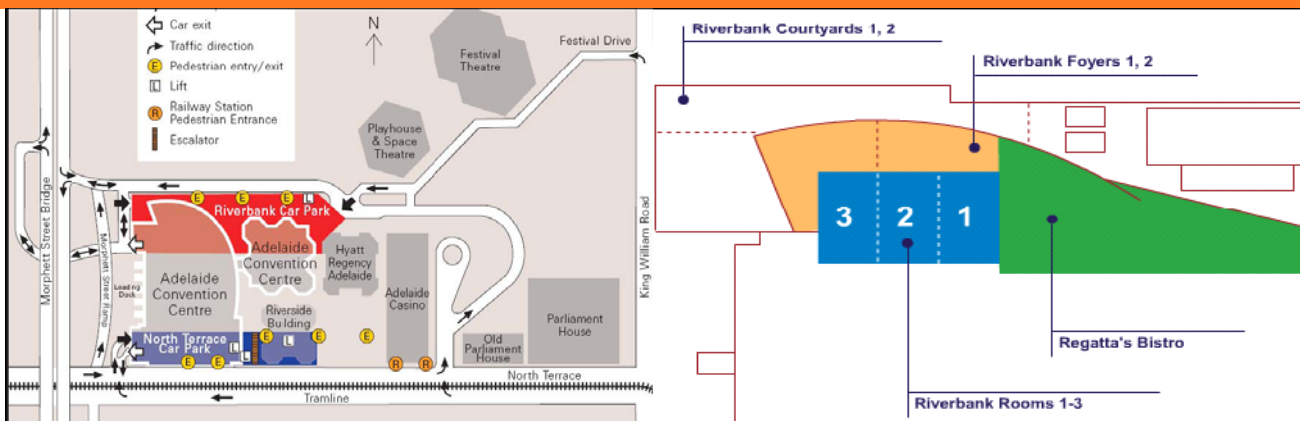 Car exit
Traffic direction
E Pedestrian entry/exit
L Lift
R Railway Station
Pedestrian Entrance
Escalator
N
Festival Drive
Festival
Theatre
Playhouse
& Space
Theatre
Morphett Street Bridge
Morphett Street Ramp
King William Road
E E E L
Riverbank Car Park
Adelaide
Convention
Centre
Hyatt
Regency
Adelaide
Adelaide
Convention
Centre
Loading
Dock
Adelaide
Casino
Riverside
Building
Parliament
House
Old
Parliament
House
North Terrace
Car Park
E L E E
L L
E E
R R
North Terrace
Tramline
Riverbank Courtyards 1, 2
Riverbank Foyers 1, 2
3 2 1
Regatta's Bistro
Riverbank Rooms 1-3